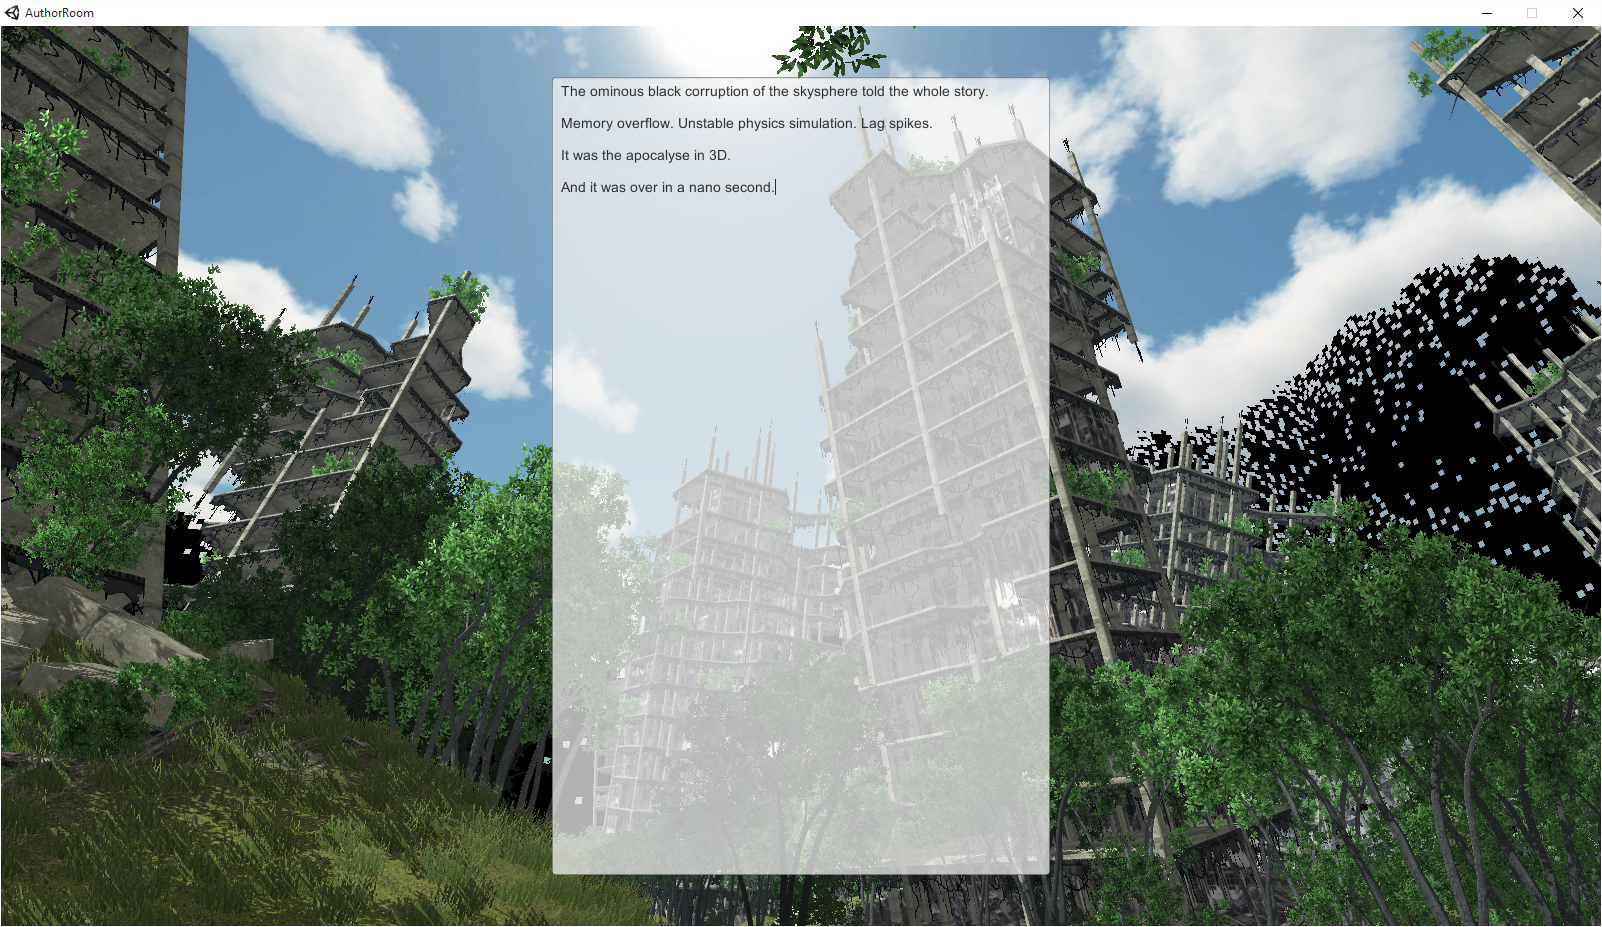 AuthorRoom
The ominous black corruption of the skysphere told the whole story.
Memory overflow. Unstable physics simulation. Lag spikes.
It was the apocalyse in 3D.
And it was over in a nano second.